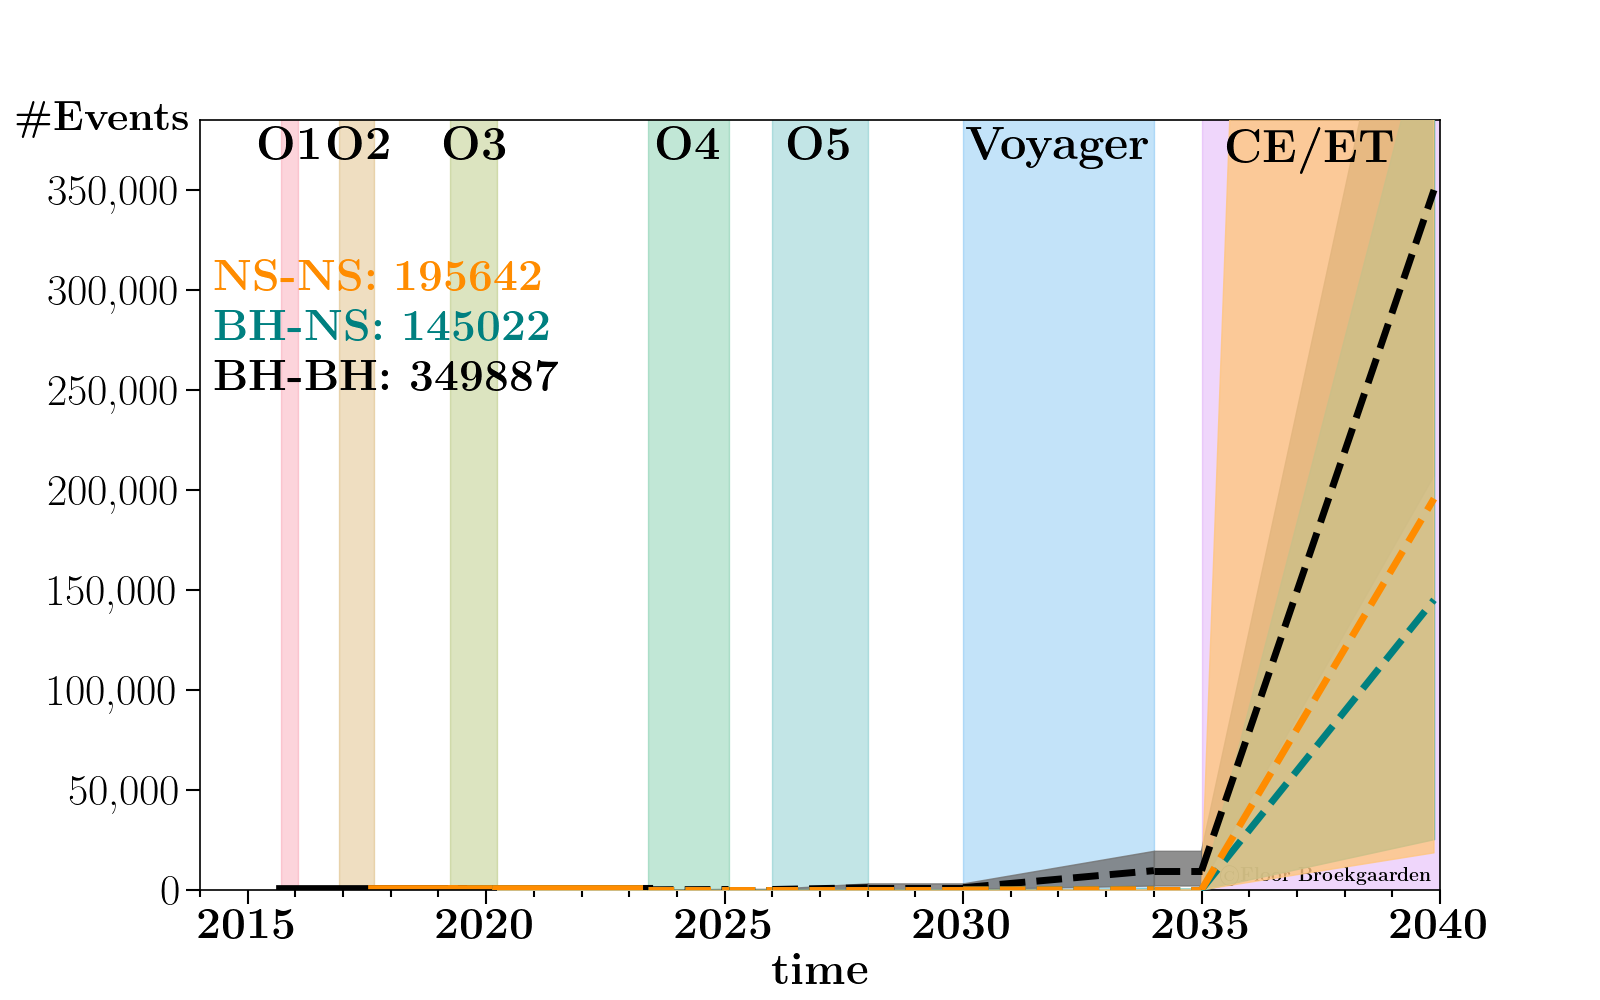 #Events
O1 O2 O3 O4 O5 Voyager CE/ET
350,000
300,000
250,000
200,000
150,000
100,000
50,000
0
NS-NS: 195642
BH-NS: 145022
BH-BH: 349887
©Floor Broekgaarden
2015 2020 2025 2030 2035 2040
time